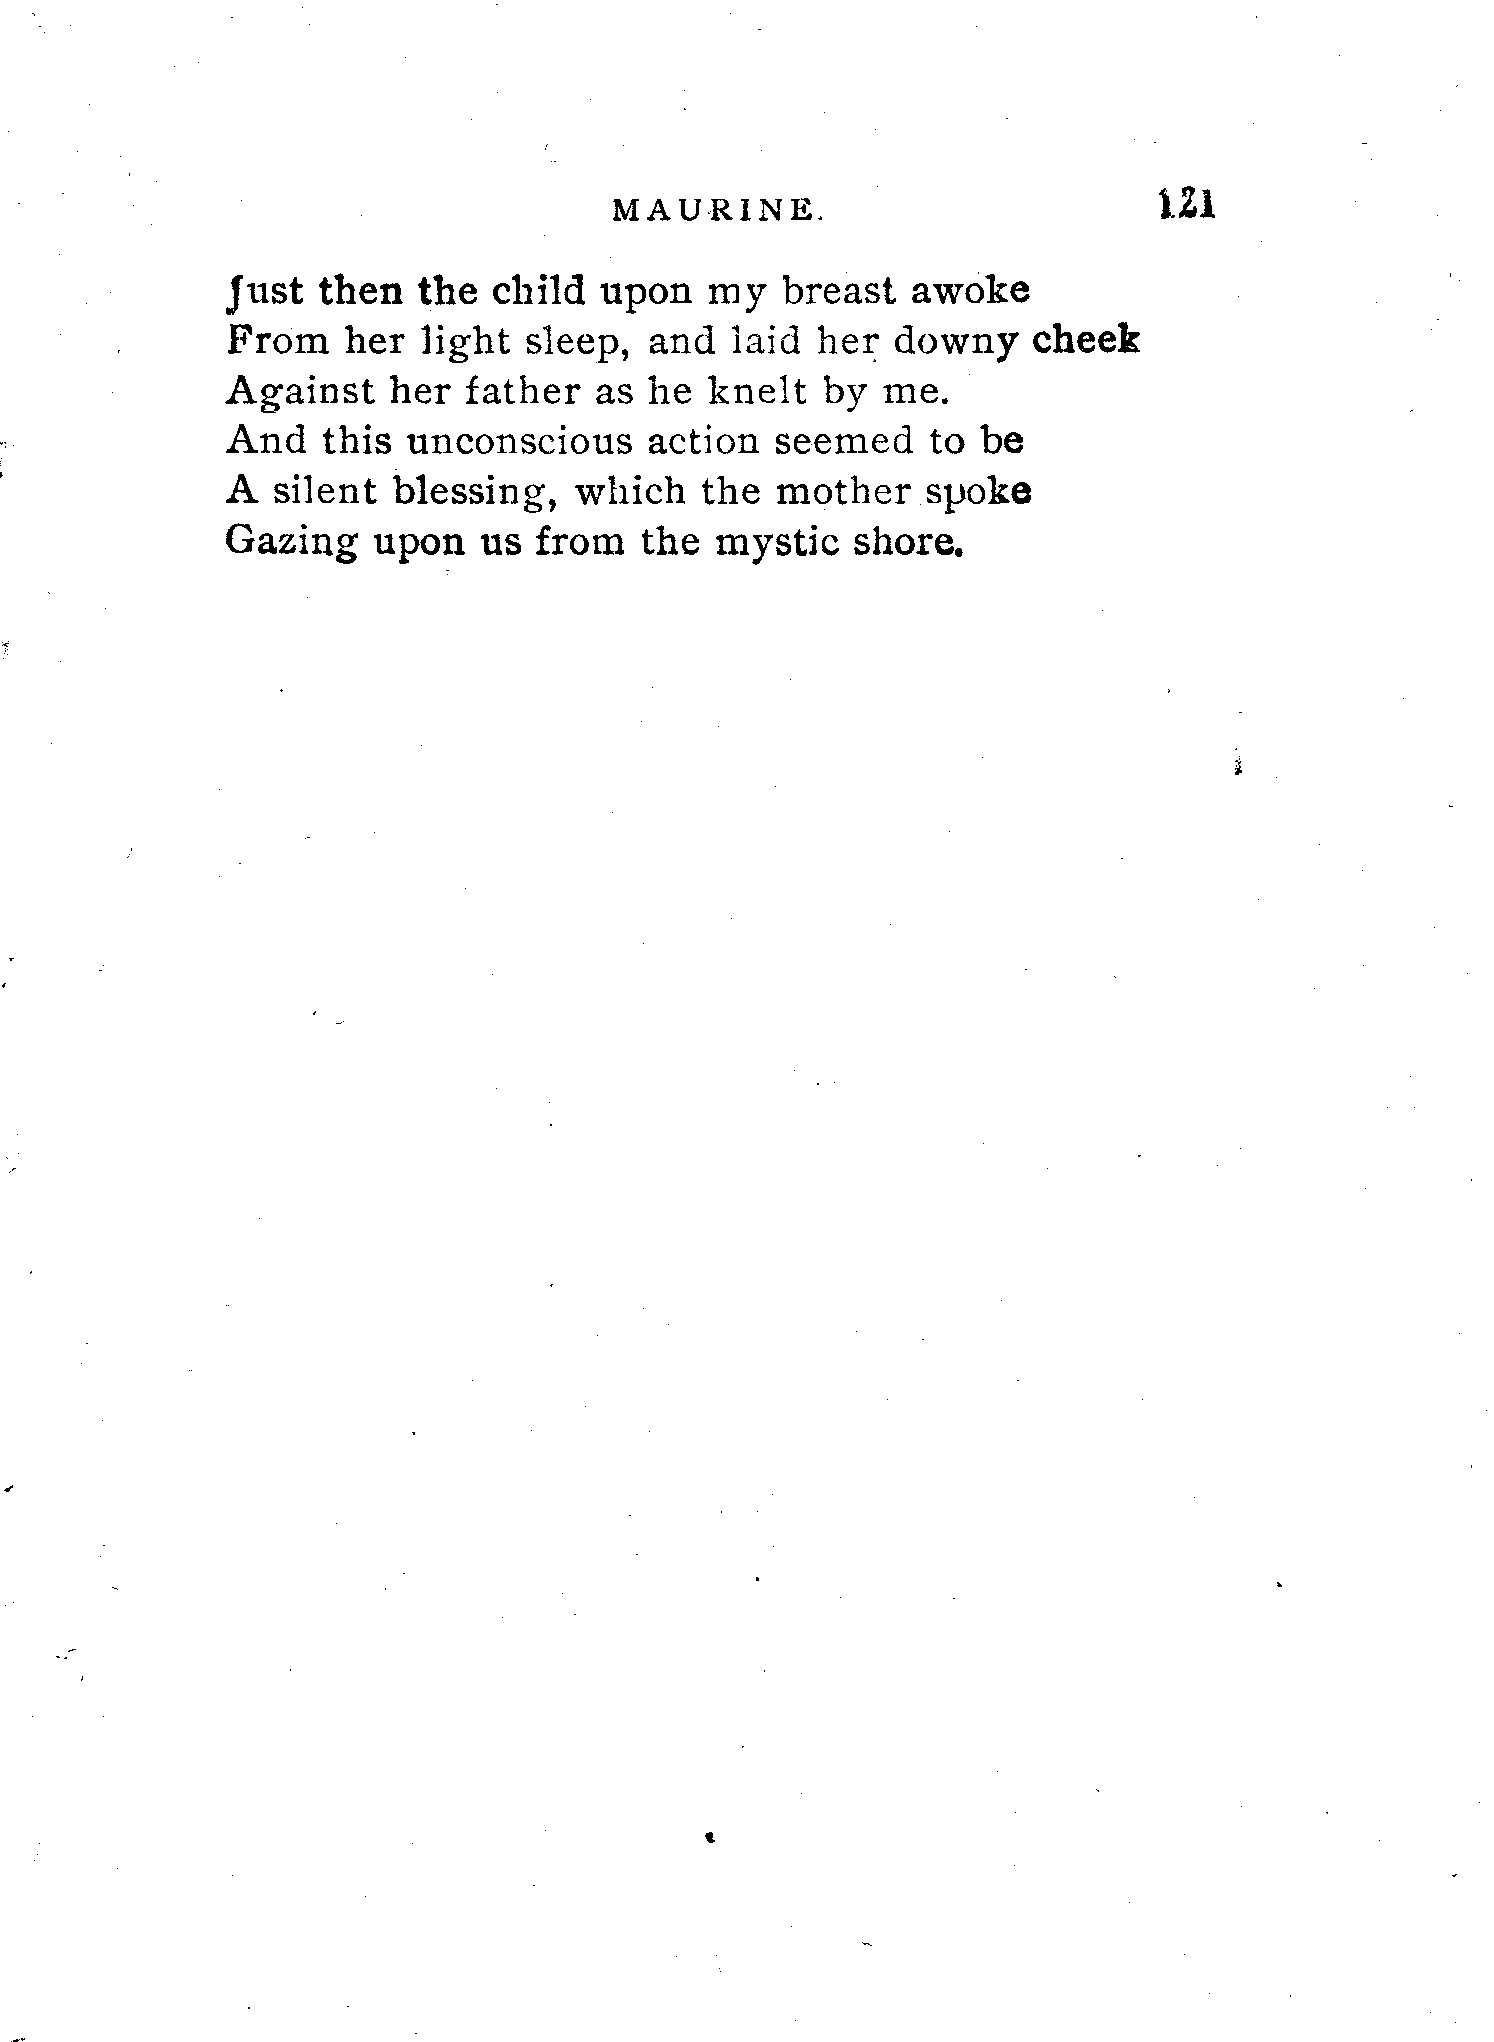 MAURINE. 121
Just then the child upon my breast awoke
From her light sleep, and laid her downy cheek
Against her father as he knelt by me.
And this unconscious action seemed to be
A silent blessing, which the mother spoke
Gazing upon us from the mystic shore.